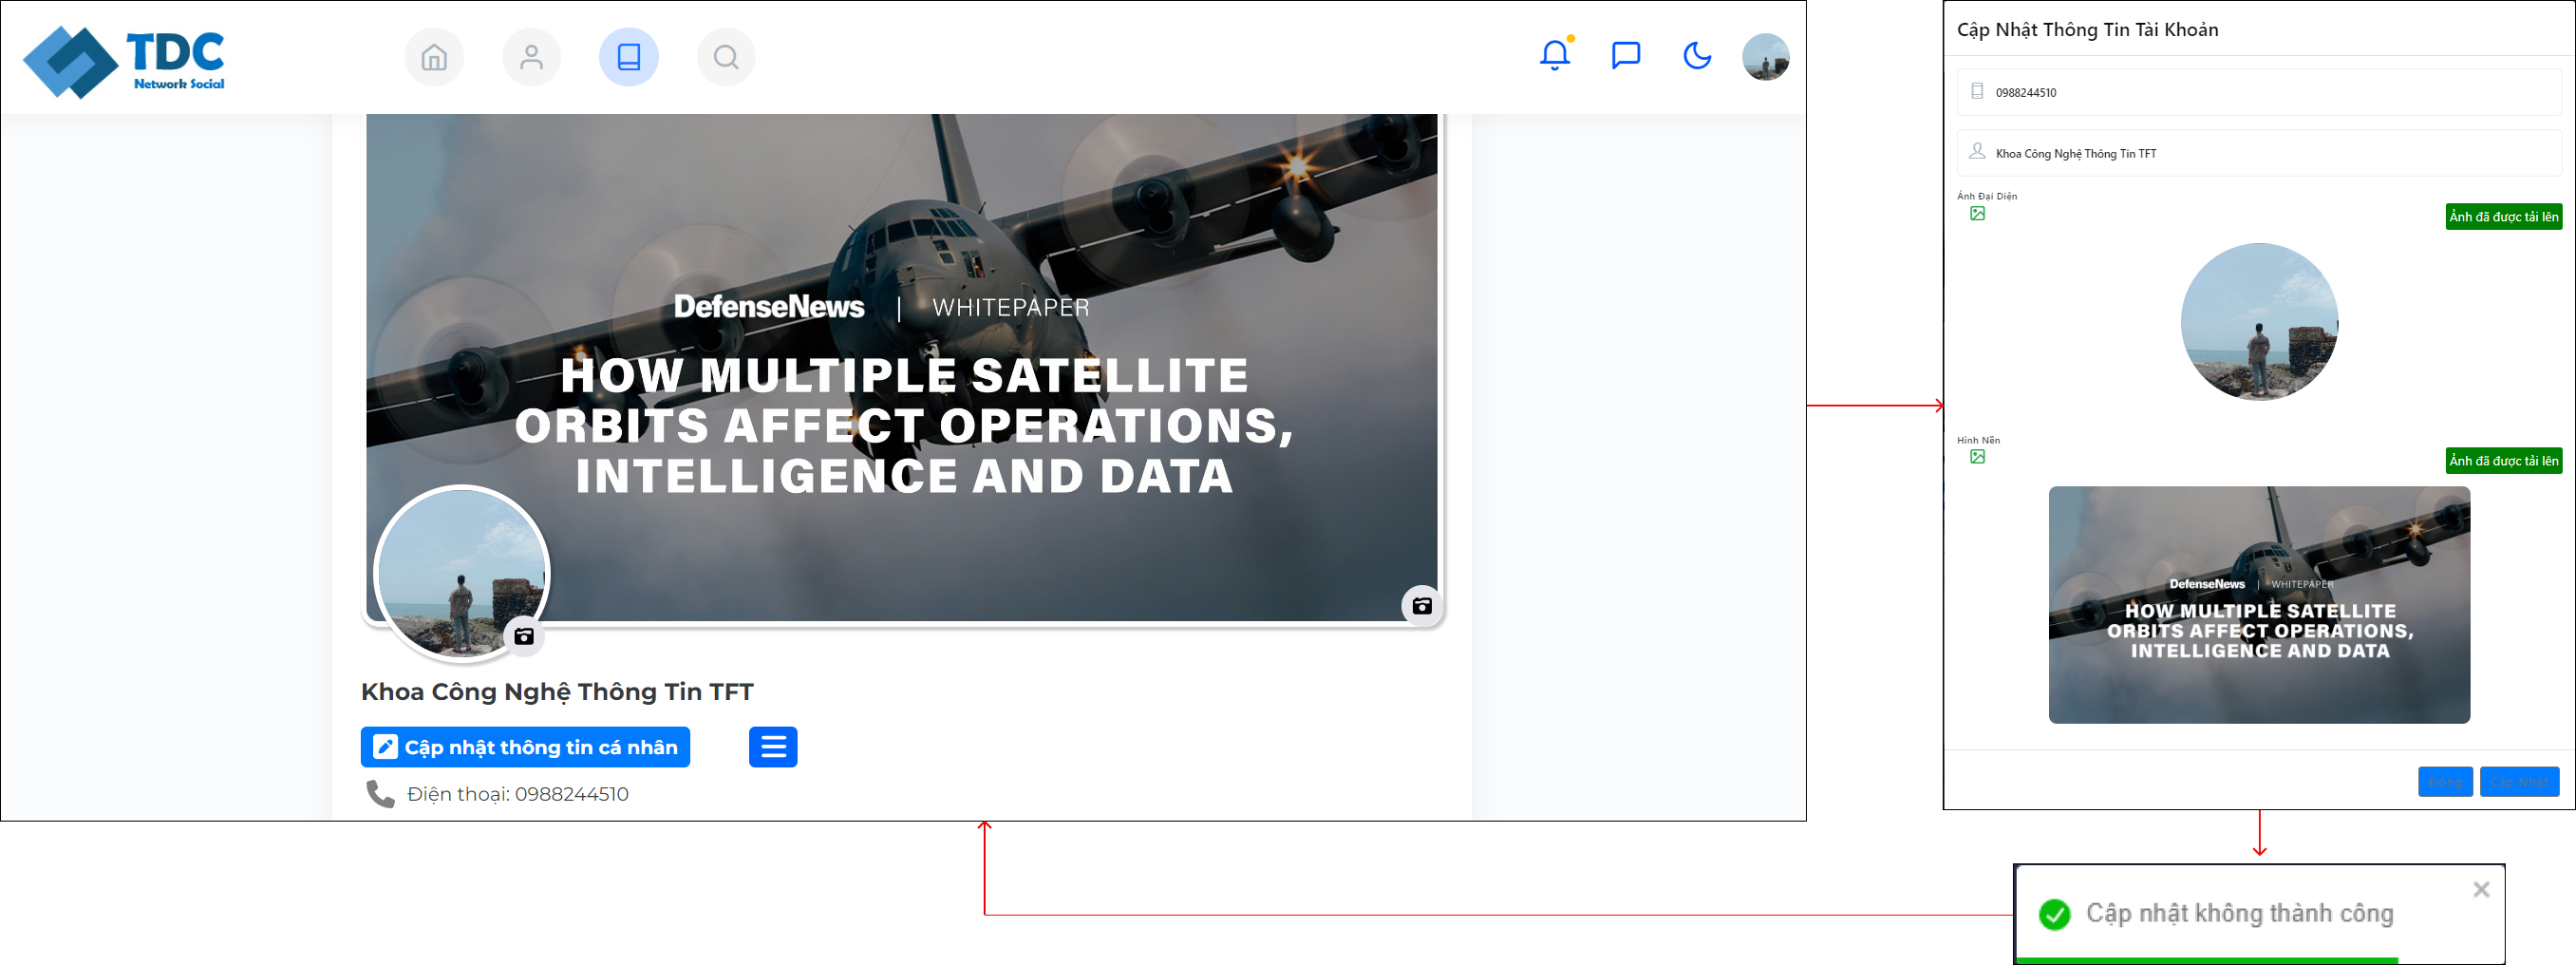 TDC
Network Social
DefenseNews | WHITEPAPER
HOW MULTIPLE SATELLITE
ORBITS AFFECT OPERATIONS,
INTELLIGENCE AND DATA
Khoa Công Nghệ Thông Tin TFT
Cập nhật thông tin cá nhân
Điện thoại: 0988244510
Cập Nhật Thông Tin Tài Khoản
0988244510
Khoa Công Nghệ Thông Tin TFT
Ảnh Đại Diện
Ảnh đã được tải lên
Hình Nền
Ảnh đã được tải lên
DefenseNews | WHITEPAPER
HOW MULTIPLE SATELLITE
ORBITS AFFECT OPERATIONS,
INTELLIGENCE AND DATA
Đóng
Cập Nhật
Cập nhật không thành công